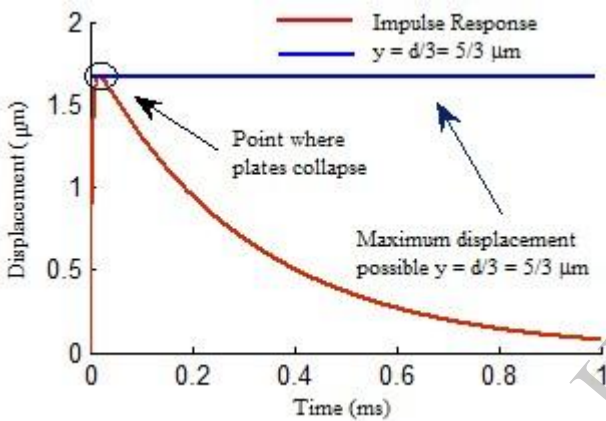 2
Impulse Response
y = d/3= 5/3 μm
1.5
Point where
plates collapse
1
Displacement ( μm)
Maximum displacement
possible y = d/3 = 5/3 μm
0.5
0
0
0.2
0.4
0.6
0.8
1
Time (ms)